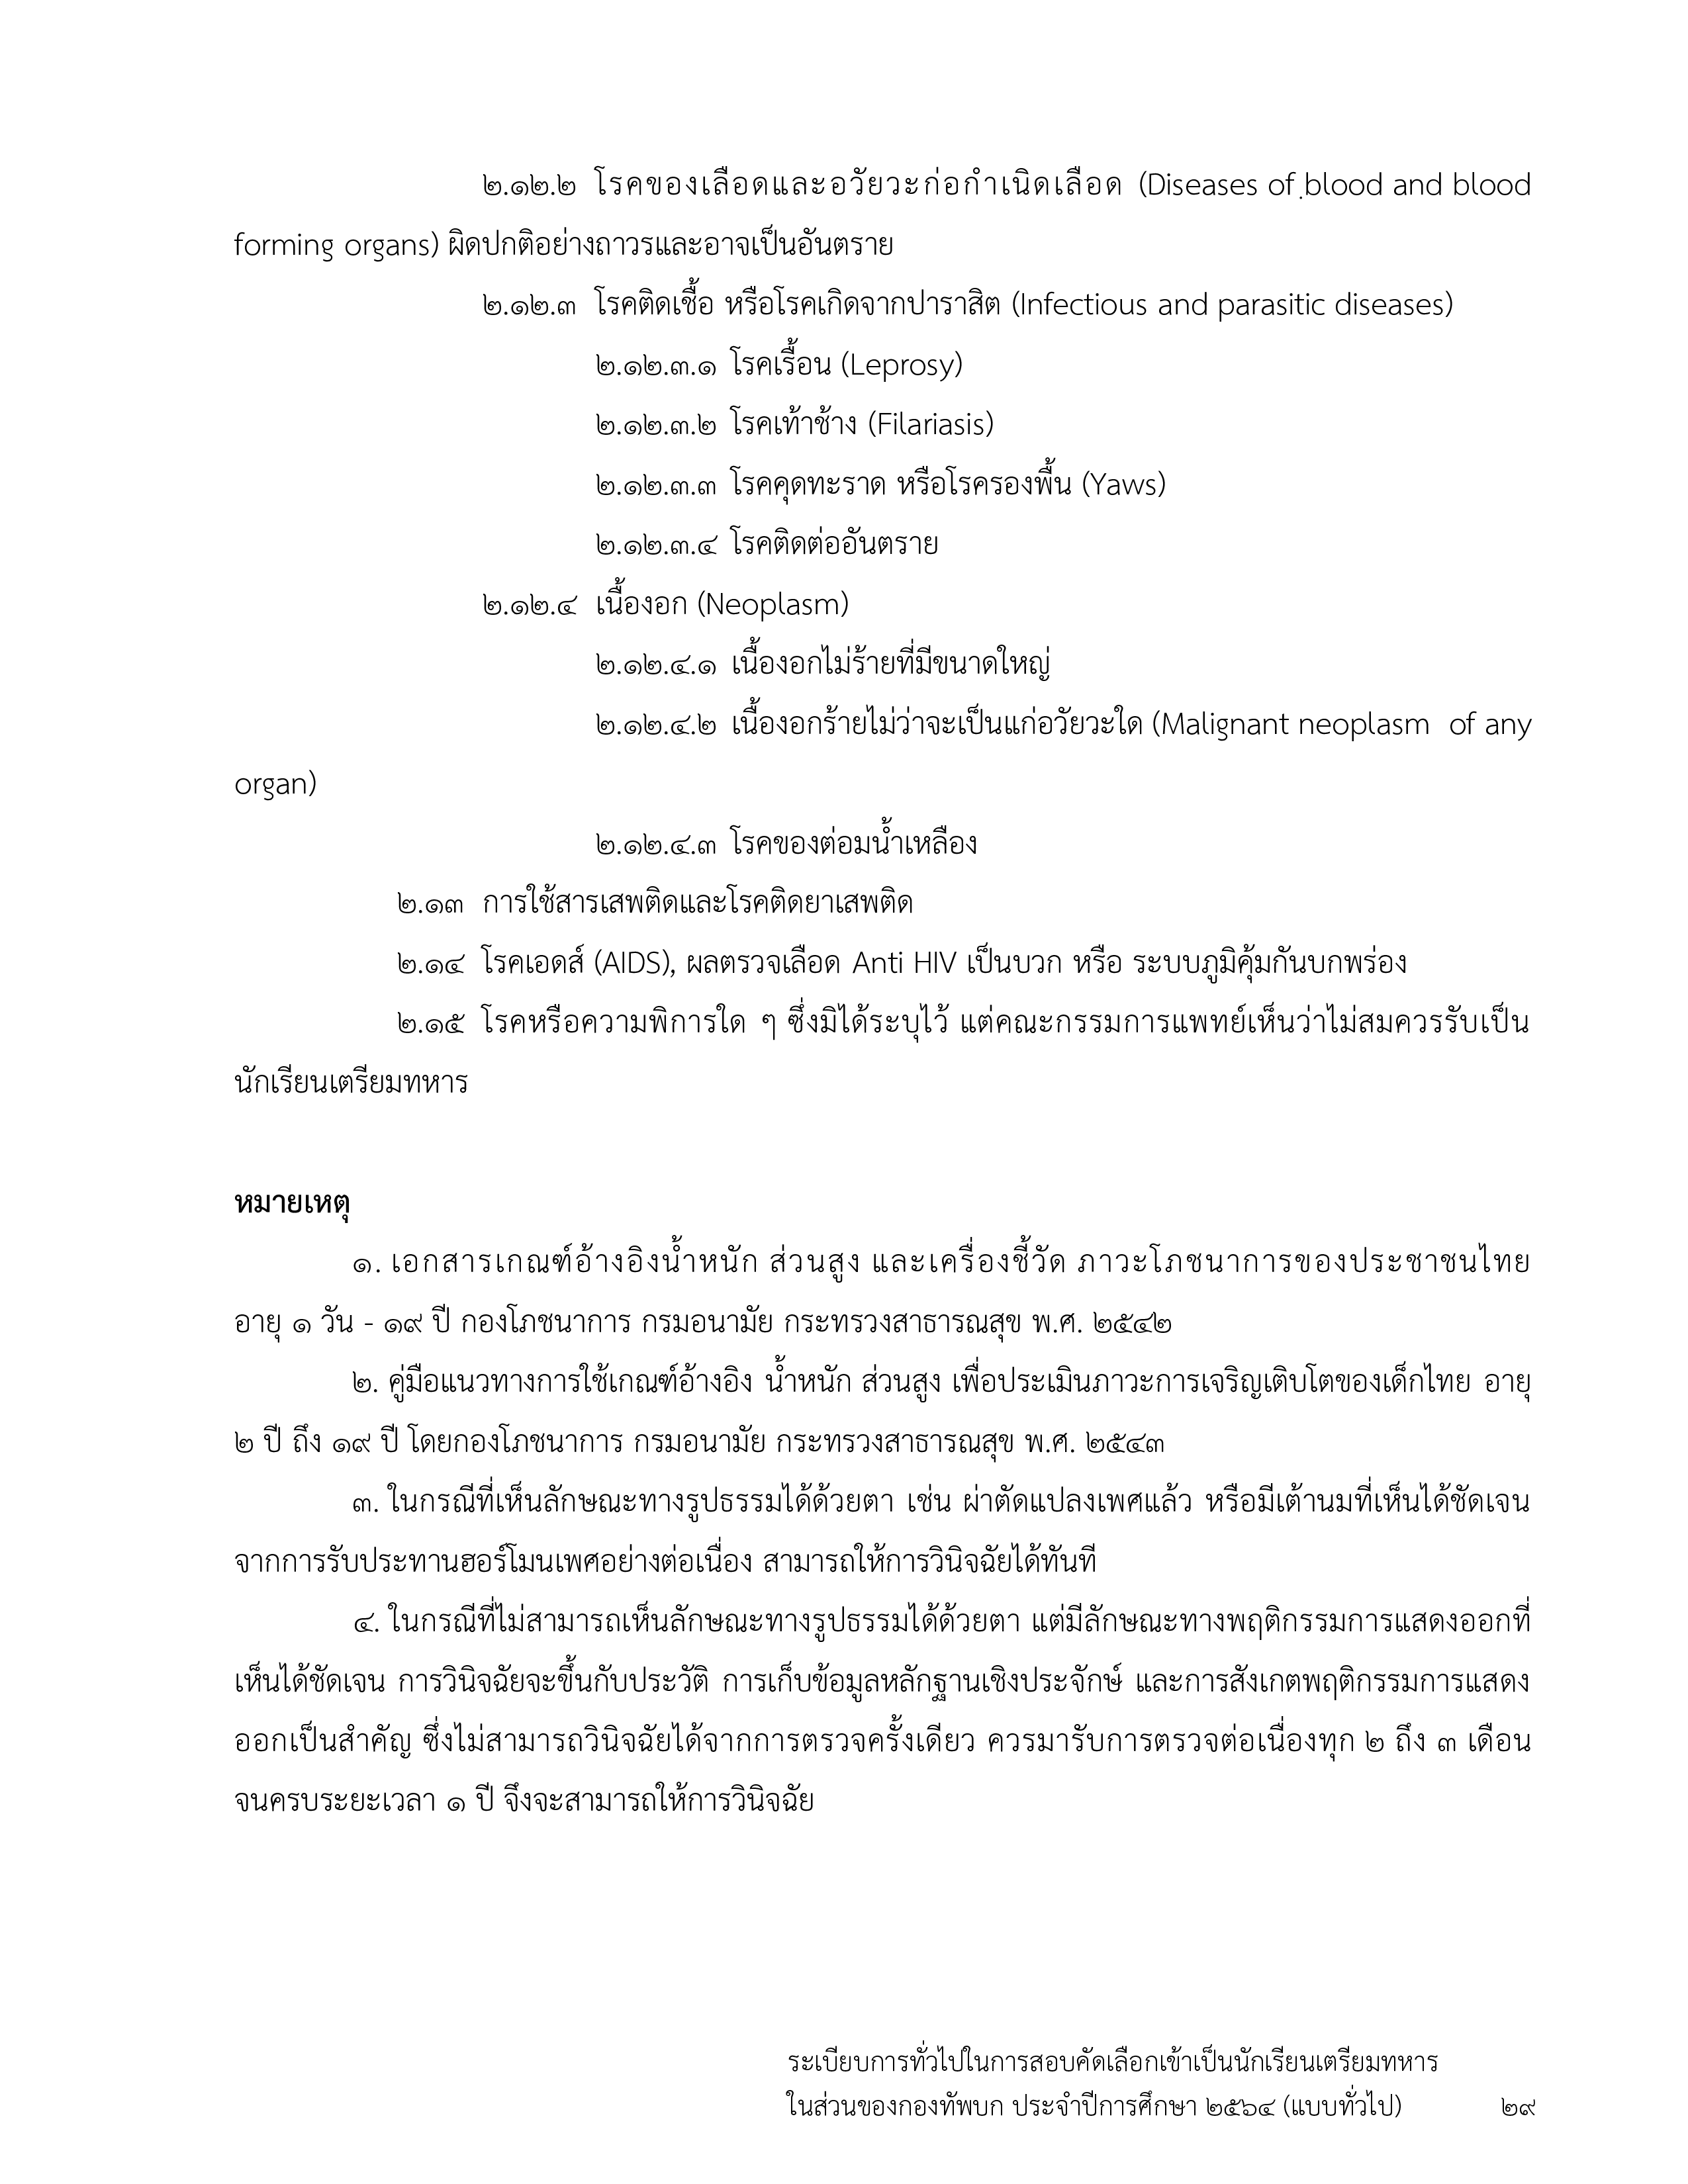 ๒.๑๒.๒ โรคของเลือดและอวัยวะก่อกำเนิดเลือด (Diseases of blood and blood
forming organs) ผิดปกติอย่างถาวรและอาจเป็นอันตราย
๒.๑๒.๓ โรคติดเชื้อ หรือโรคเกิดจากปาราสิต (Infectious and parasitic diseases)
๒.๑๒.๓.๑ โรคเรื้อน (Leprosy)
๒.๑๒.๓.๒ โรคเท้าช้าง (Filariasis)
๒.๑๒.๓.๓ โรคคุดทะราด หรือโรครองพื้น (Yaws)
๒.๑๒.๓.๔ โรคติดต่ออันตราย
๒.๑๒.๔ เนื้องอก (Neoplasm)
๒.๑๒.๔.๑ เนื้องอกไม่ร้ายที่มีขนาดใหญ่
๒.๑๒.๔.๒ เนื้องอกร้ายไม่ว่าจะเป็นแก่อวัยวะใด (Malignant neoplasm of any
organ)
๒.๑๒.๔.๓ โรคของต่อมน้ำเหลือง
๒.๑๓ การใช้สารเสพติดและโรคติดยาเสพติด
๒.๑๔ โรคเอดส์ (AIDS), ผลตรวจเลือด Anti HIV เป็นบวก หรือ ระบบภูมิคุ้มกันบกพร่อง
๒.๑๕ โรคหรือความพิการใด ๆ ซึ่งมิได้ระบุไว้ แต่คณะกรรมการแพทย์เห็นว่าไม่สมควรรับเป็น
นักเรียนเตรียมทหาร
หมายเหตุ
๑. เอกสารเกณฑ์อ้างอิงน้ำหนัก ส่วนสูง และเครื่องชี้วัด ภาวะโภชนาการของประชาชนไทย
อายุ ๑ วัน - ๑๙ ปี กองโภชนาการ กรมอนามัย กระทรวงสาธารณสุข พ.ศ. ๒๕๔๒
๒. คู่มือแนวทางการใช้เกณฑ์อ้างอิง น้ำหนัก ส่วนสูง เพื่อประเมินภาวะการเจริญเติบโตของเด็กไทย อายุ
๒ ปี ถึง ๑๙ ปี โดยกองโภชนาการ กรมอนามัย กระทรวงสาธารณสุข พ.ศ. ๒๕๔๓
๓. ในกรณีที่เห็นลักษณะทางรูปธรรมได้ด้วยตา เช่น ผ่าตัดแปลงเพศแล้ว หรือมีเต้านมที่เห็นได้ชัดเจน
จากการรับประทานฮอร์โมนเพศอย่างต่อเนื่อง สามารถให้การวินิจฉัยได้ทันที
๔. ในกรณีที่ไม่สามารถเห็นลักษณะทางรูปธรรมได้ด้วยตา แต่มีลักษณะทางพฤติกรรมการแสดงออกที่
เห็นได้ชัดเจน การวินิจฉัยจะขึ้นกับประวัติ การเก็บข้อมูลหลักฐานเชิงประจักษ์ และการสังเกตพฤติกรรมการแสดง
ออกเป็นสำคัญ ซึ่งไม่สามารถวินิจฉัยได้จากการตรวจครั้งเดียว ควรมารับการตรวจต่อเนื่องทุก ๒ ถึง ๓ เดือน
จนครบระยะเวลา ๑ ปี จึงจะสามารถให้การวินิจฉัย
ระเบียบการทั่วไปในการสอบคัดเลือกเข้าเป็นนักเรียนเตรียมทหาร
ในส่วนของกองทัพบก ประจำปีการศึกษา ๒๕๖๔ (แบบทั่วไป) ๒๙